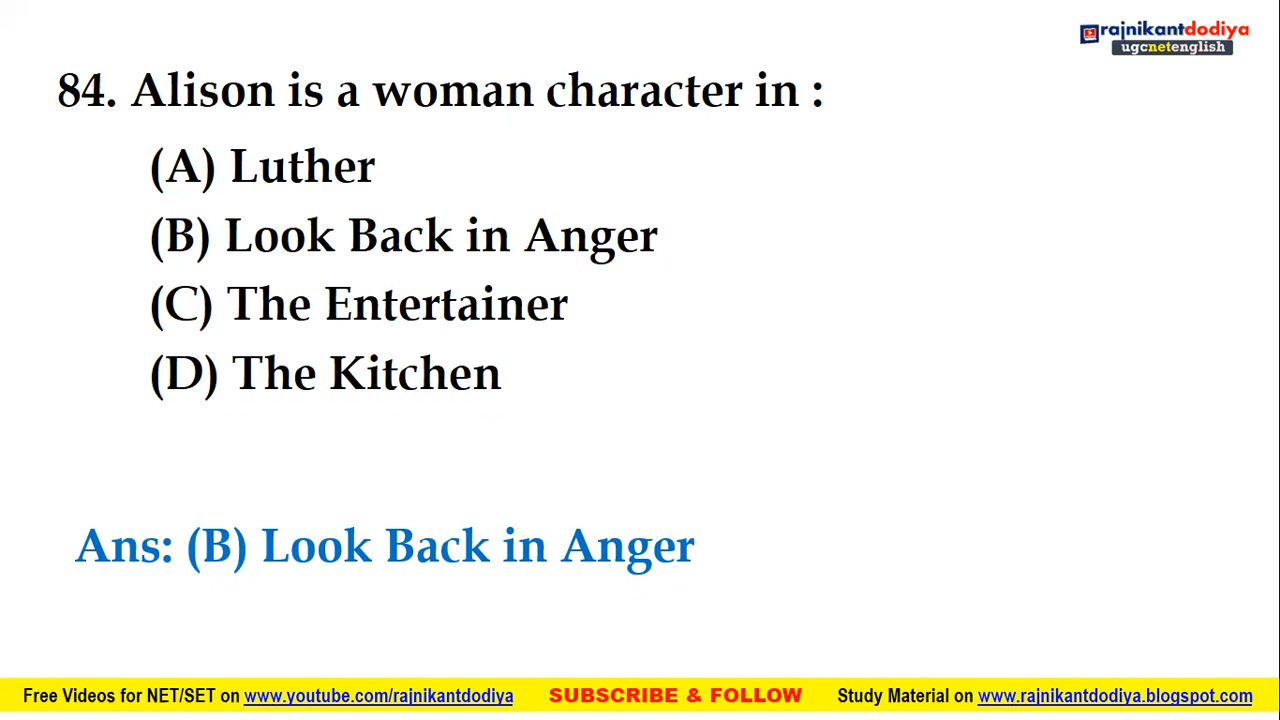 rajnikantdodiya
ugcnetenglish
84. Alison is a woman character in :
(A) Luther
(B) Look Back in Anger
(C) The Entertainer
(D) The Kitchen
Ans: (B) Look Back in Anger
Free Videos for NET/SET on www.youtube.com/rajnikantdodiya SUBSCRIBE & FOLLOW Study Material on www.rajnikantdodiya.blogspot.com